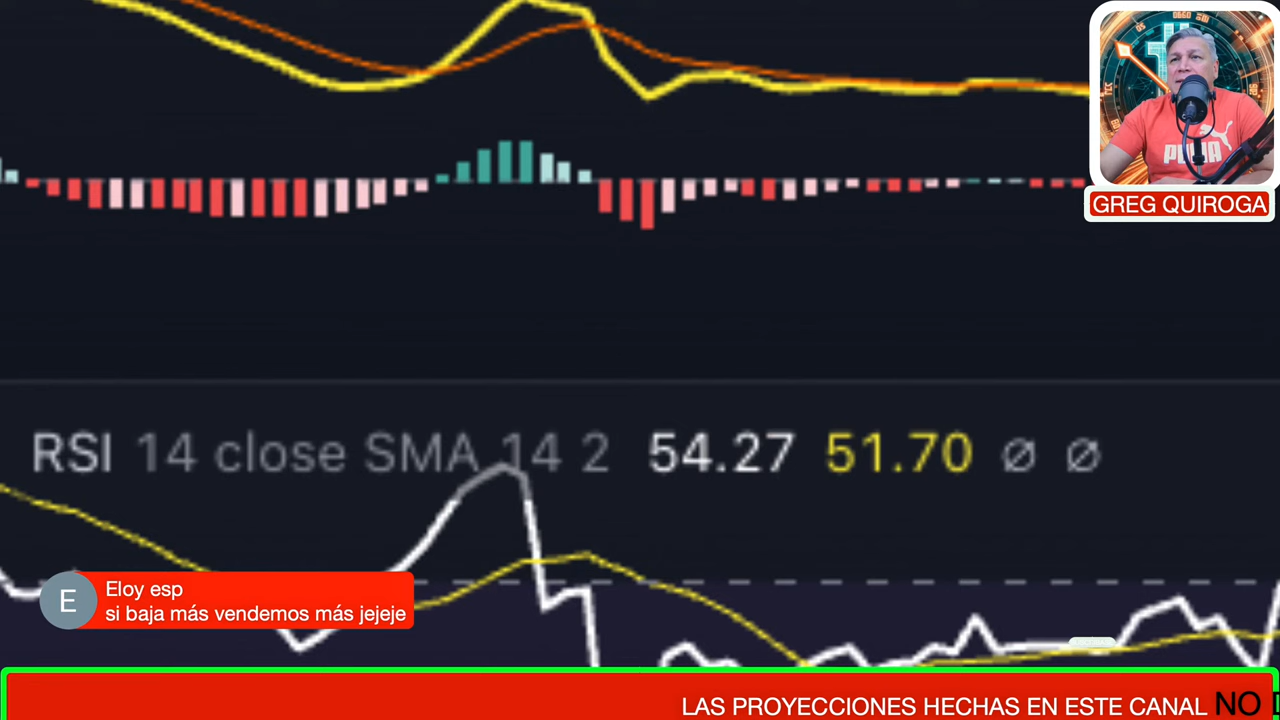 PUMA
GREG QUIROGA
RSI 14 close SMA 14 2 54.27 51.70 Ø Ø
E
Eloy esp
si baja más vendemos más jejeje
LAS PROYECCIONES HECHAS EN ESTE CANAL NO